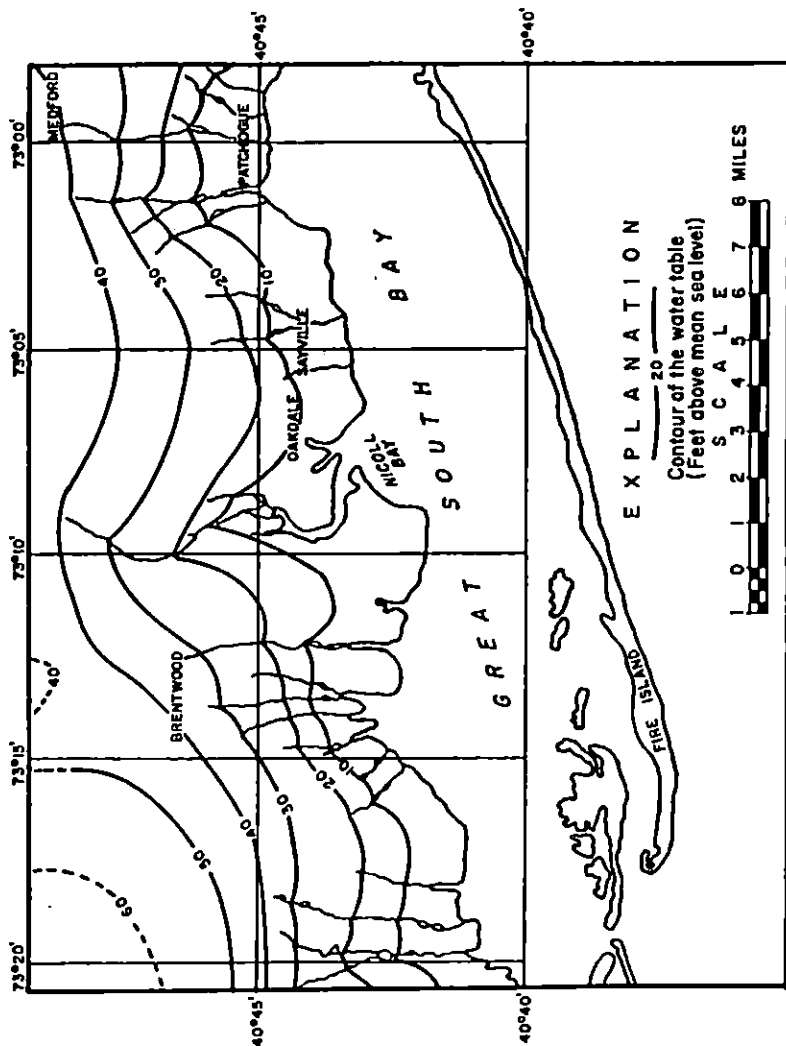 73°20'
73°15'
73°10'
73°05'
73°00'
MEDFORD
BRENTWOOD
PATCHOGUE
SAYVILLE
OAKDALE
NICOLL
BAY
GREAT SOUTH BAY
FIRE ISLAND
60
50
40
30
20
10
40'
40
30
20
10
40°45'
40°40'
40°45'
40°40'
EXPLANATION
20
Contour of the water table
(Feet above mean sea level)
SCALE
1 0 1 2 3 4 5 6 7 8 MILES